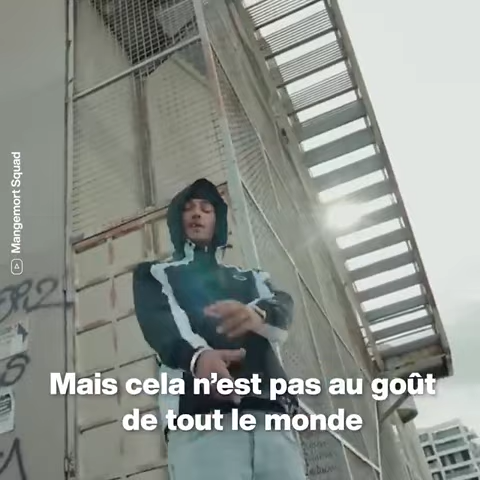 Mangemort Squad
Mais cela n'est pas au goût
de tout le monde